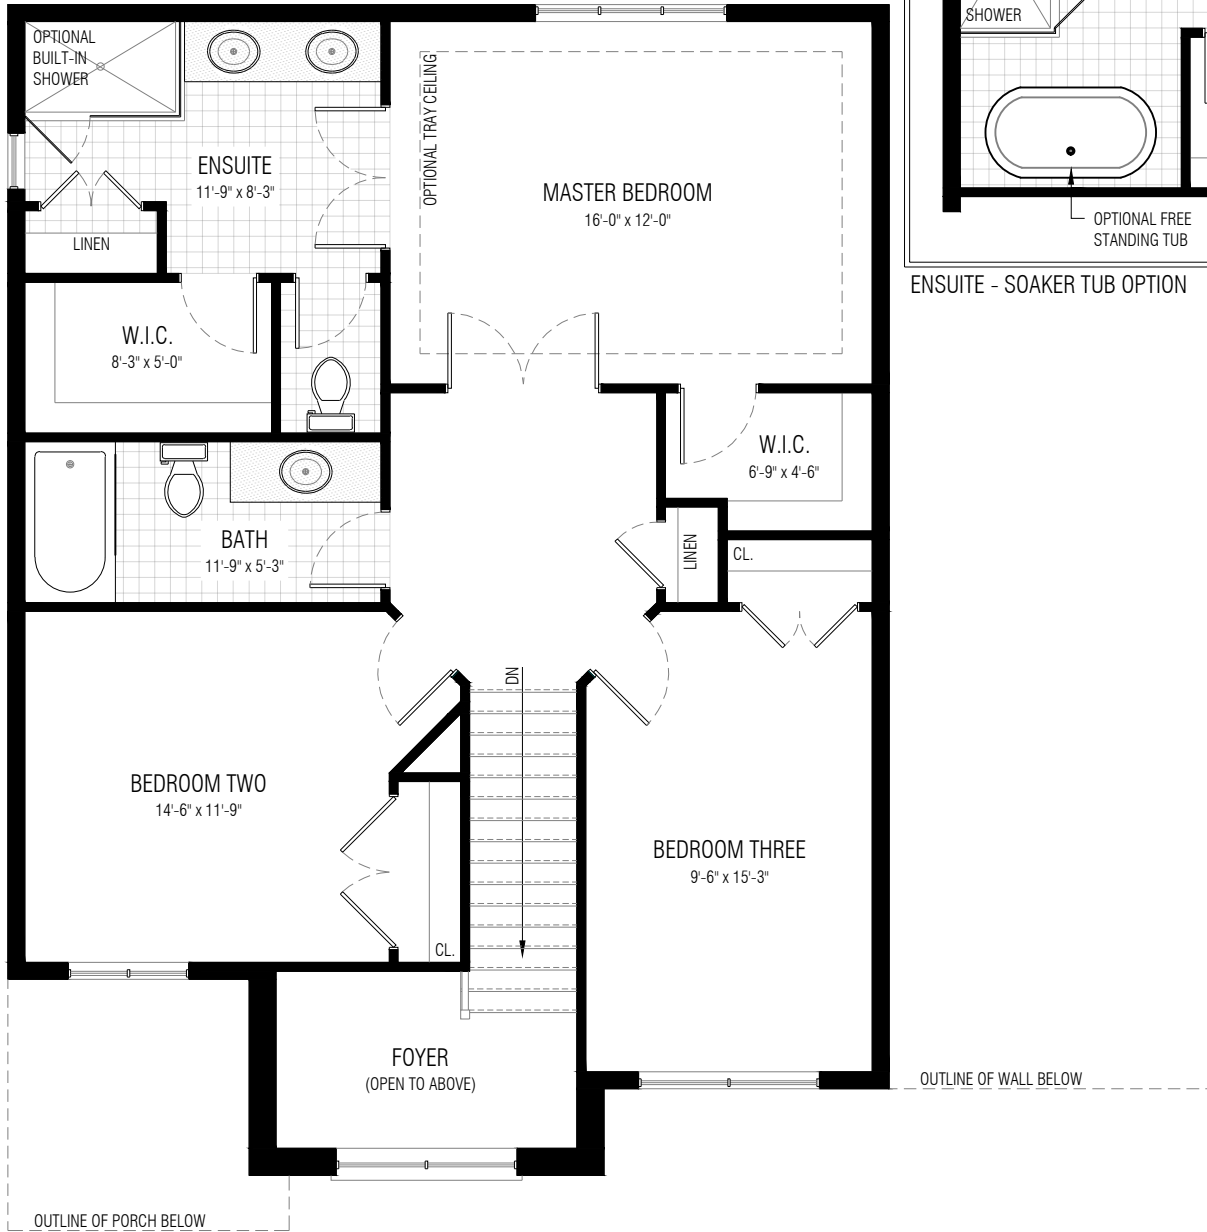 OPTIONAL
BUILT-IN
SHOWER
ENSUITE
11'-9" x 8'-3"
LINEN
OPTIONAL TRAY CEILING
MASTER BEDROOM
16'-0" x 12'-0"
SHOWER
OPTIONAL FREE
STANDING TUB
ENSUITE - SOAKER TUB OPTION
W.I.C.
8'-3" x 5'-0"
W.I.C.
6'-9" x 4'-6"
BATH
11'-9" x 5'-3"
LINEN
CL.
DN
BEDROOM TWO
14'-6" x 11'-9"
CL.
BEDROOM THREE
9'-6" x 15'-3"
FOYER
(OPEN TO ABOVE)
OUTLINE OF WALL BELOW
OUTLINE OF PORCH BELOW